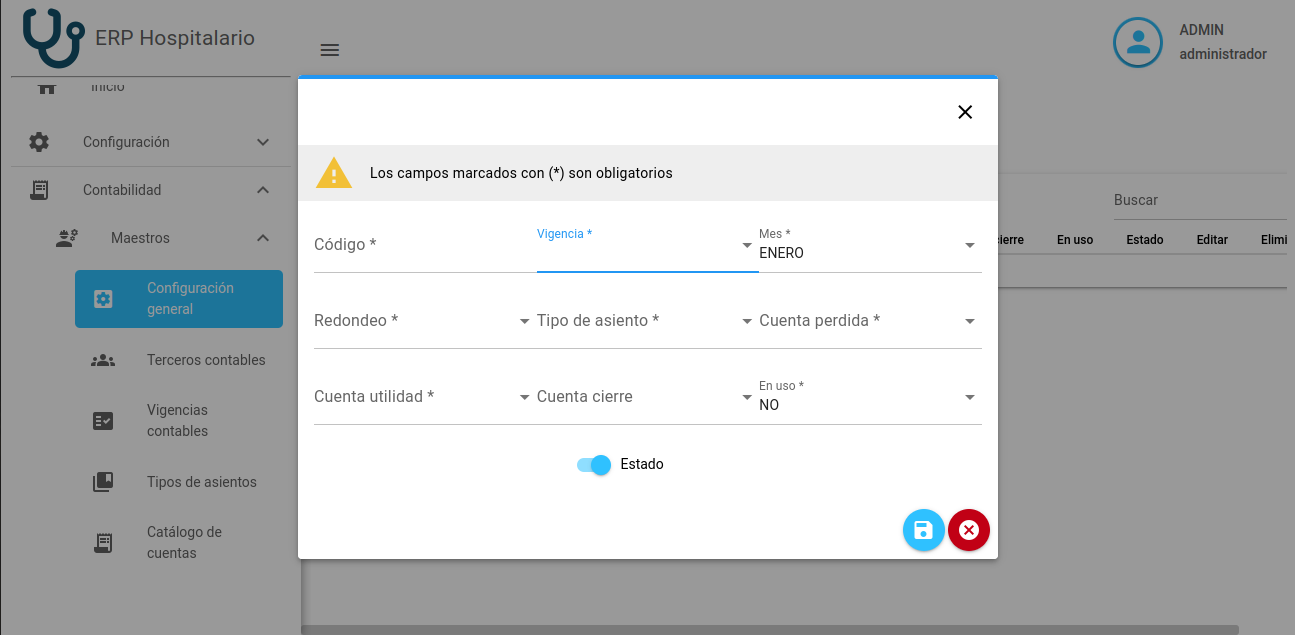 ERP Hospitalario
ADMIN
administrador
Inicio
Configuración
Contabilidad
Maestros
Configuración
general
Terceros contables
Vigencias
contables
Tipos de asientos
Catálogo de
cuentas
Los campos marcados con (*) son obligatorios
Código *
Vigencia *
Mes *
ENERO
Redondeo *
Tipo de asiento *
Cuenta perdida *
Cuenta utilidad *
Cuenta cierre
En uso *
NO
Estado
Buscar
ierre En uso Estado Editar Elimi